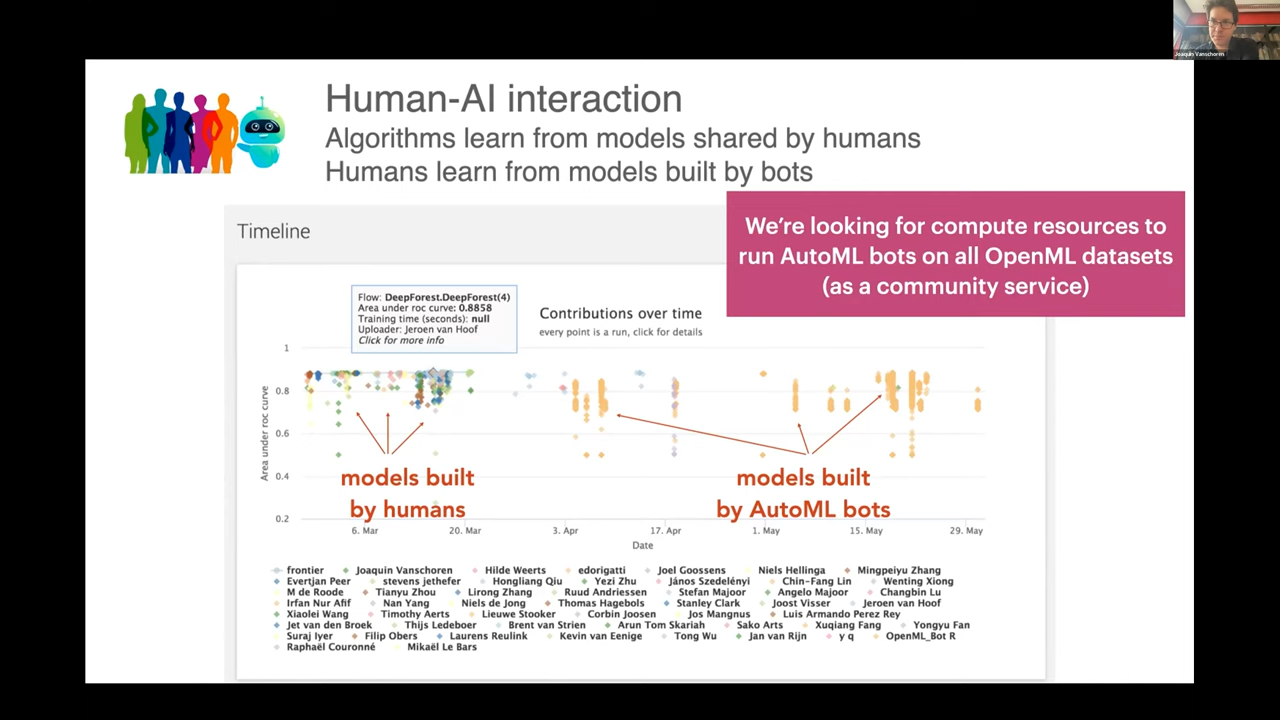 Joaquin Vanschoren
Human-AI interaction
Algorithms learn from models shared by humans
Humans learn from models built by bots
We're looking for compute resources to
run AutoML bots on all OpenML datasets
(as a community service)
Timeline
Flow: DeepForest.DeepForest(4)
Area under roc curve: 0.8858
Training time (seconds): null
Uploader: Jeroen van Hoof
Click for more info
Contributions over time
every point is a run, click for details
Area under roc curve
1
0.8
0.6
0.4
0.2
models built
by humans
models built
by AutoML bots
6. Mar 20. Mar 3. Apr 17. Apr 1. May 15. May 29. May
Date
frontier Joaquin Vanschoren Hilde Weerts edorigatti Joel Goossens Niels Hellinga Mingpeiyu Zhang
Evertjan Peer stevens jethefer Hongliang Qiu Yezi Zhu János Szedelényi Chin-Fang Lin Wenting Xiong
M de Roode Tianyu Zhou Lirong Zhang Ruud Andriessen Stefan Majoor Angelo Majoor Changbin Lu
Irfan Nur Afif Nan Yang Niels de Jong Thomas Hagebols Stanley Clark Joost Visser Jeroen van Hoof
Xiaolei Wang Timothy Aerts Lieuwe Stooker Corbin Joosen Jos Mangnus Luis Armando Perez Rey
Jet van den Broek Thijs Ledeboer Brent van Strien Arun Tom Skariah Sako Arts Xuqiang Fang Yongyu Fan
Suraj Iyer Filip Obers Laurens Reulink Kevin van Eenige Tong Wu Jan van Rijn y q OpenML_Bot R
Raphaël Couronné Mikaël Le Bars